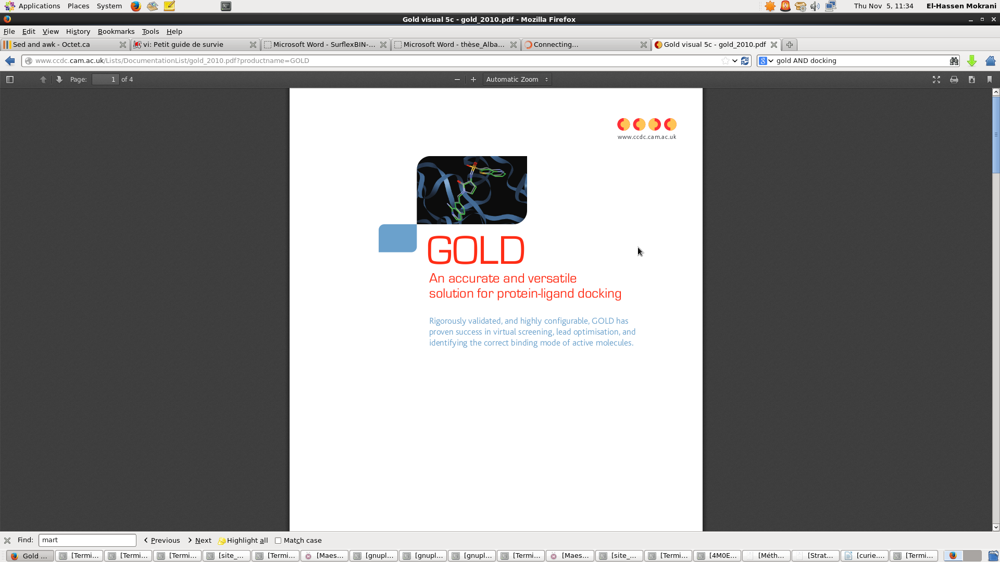 Applications Places System Thu Nov 5, 11:34 El-Hassen Mokrani
Gold visual 5c - gold_2010.pdf - Mozilla Firefox
File Edit View History Bookmarks Tools Help
Sed and awk - Octet.ca vi: Petit guide de survie Microsoft Word - SurflexBIN-... Microsoft Word - thèse_Alba... Connecting... Gold visual 5c - gold_2010.pdf
www.ccdc.cam.ac.uk/Lists/DocumentationList/gold_2010.pdf?productname=GOLD 8 gold AND docking
Page: 1 of 4 Automatic Zoom
www.ccdc.cam.ac.uk
GOLD
An accurate and versatile
solution for protein-ligand docking
Rigorously validated, and highly configurable, GOLD has
proven success in virtual screening, lead optimisation, and
identifying the correct binding mode of active molecules.
Find: mart Previous Next Highlight all Match case
Gold ... [Termi... [Termi... [Termi... [site_... [Termi... [Maes... [gnupl... [gnupl... [gnupl... [Termi... [Maes... [site_... [Termi... [4M0E... [Méth... [Strat... [curie.... [Termi...